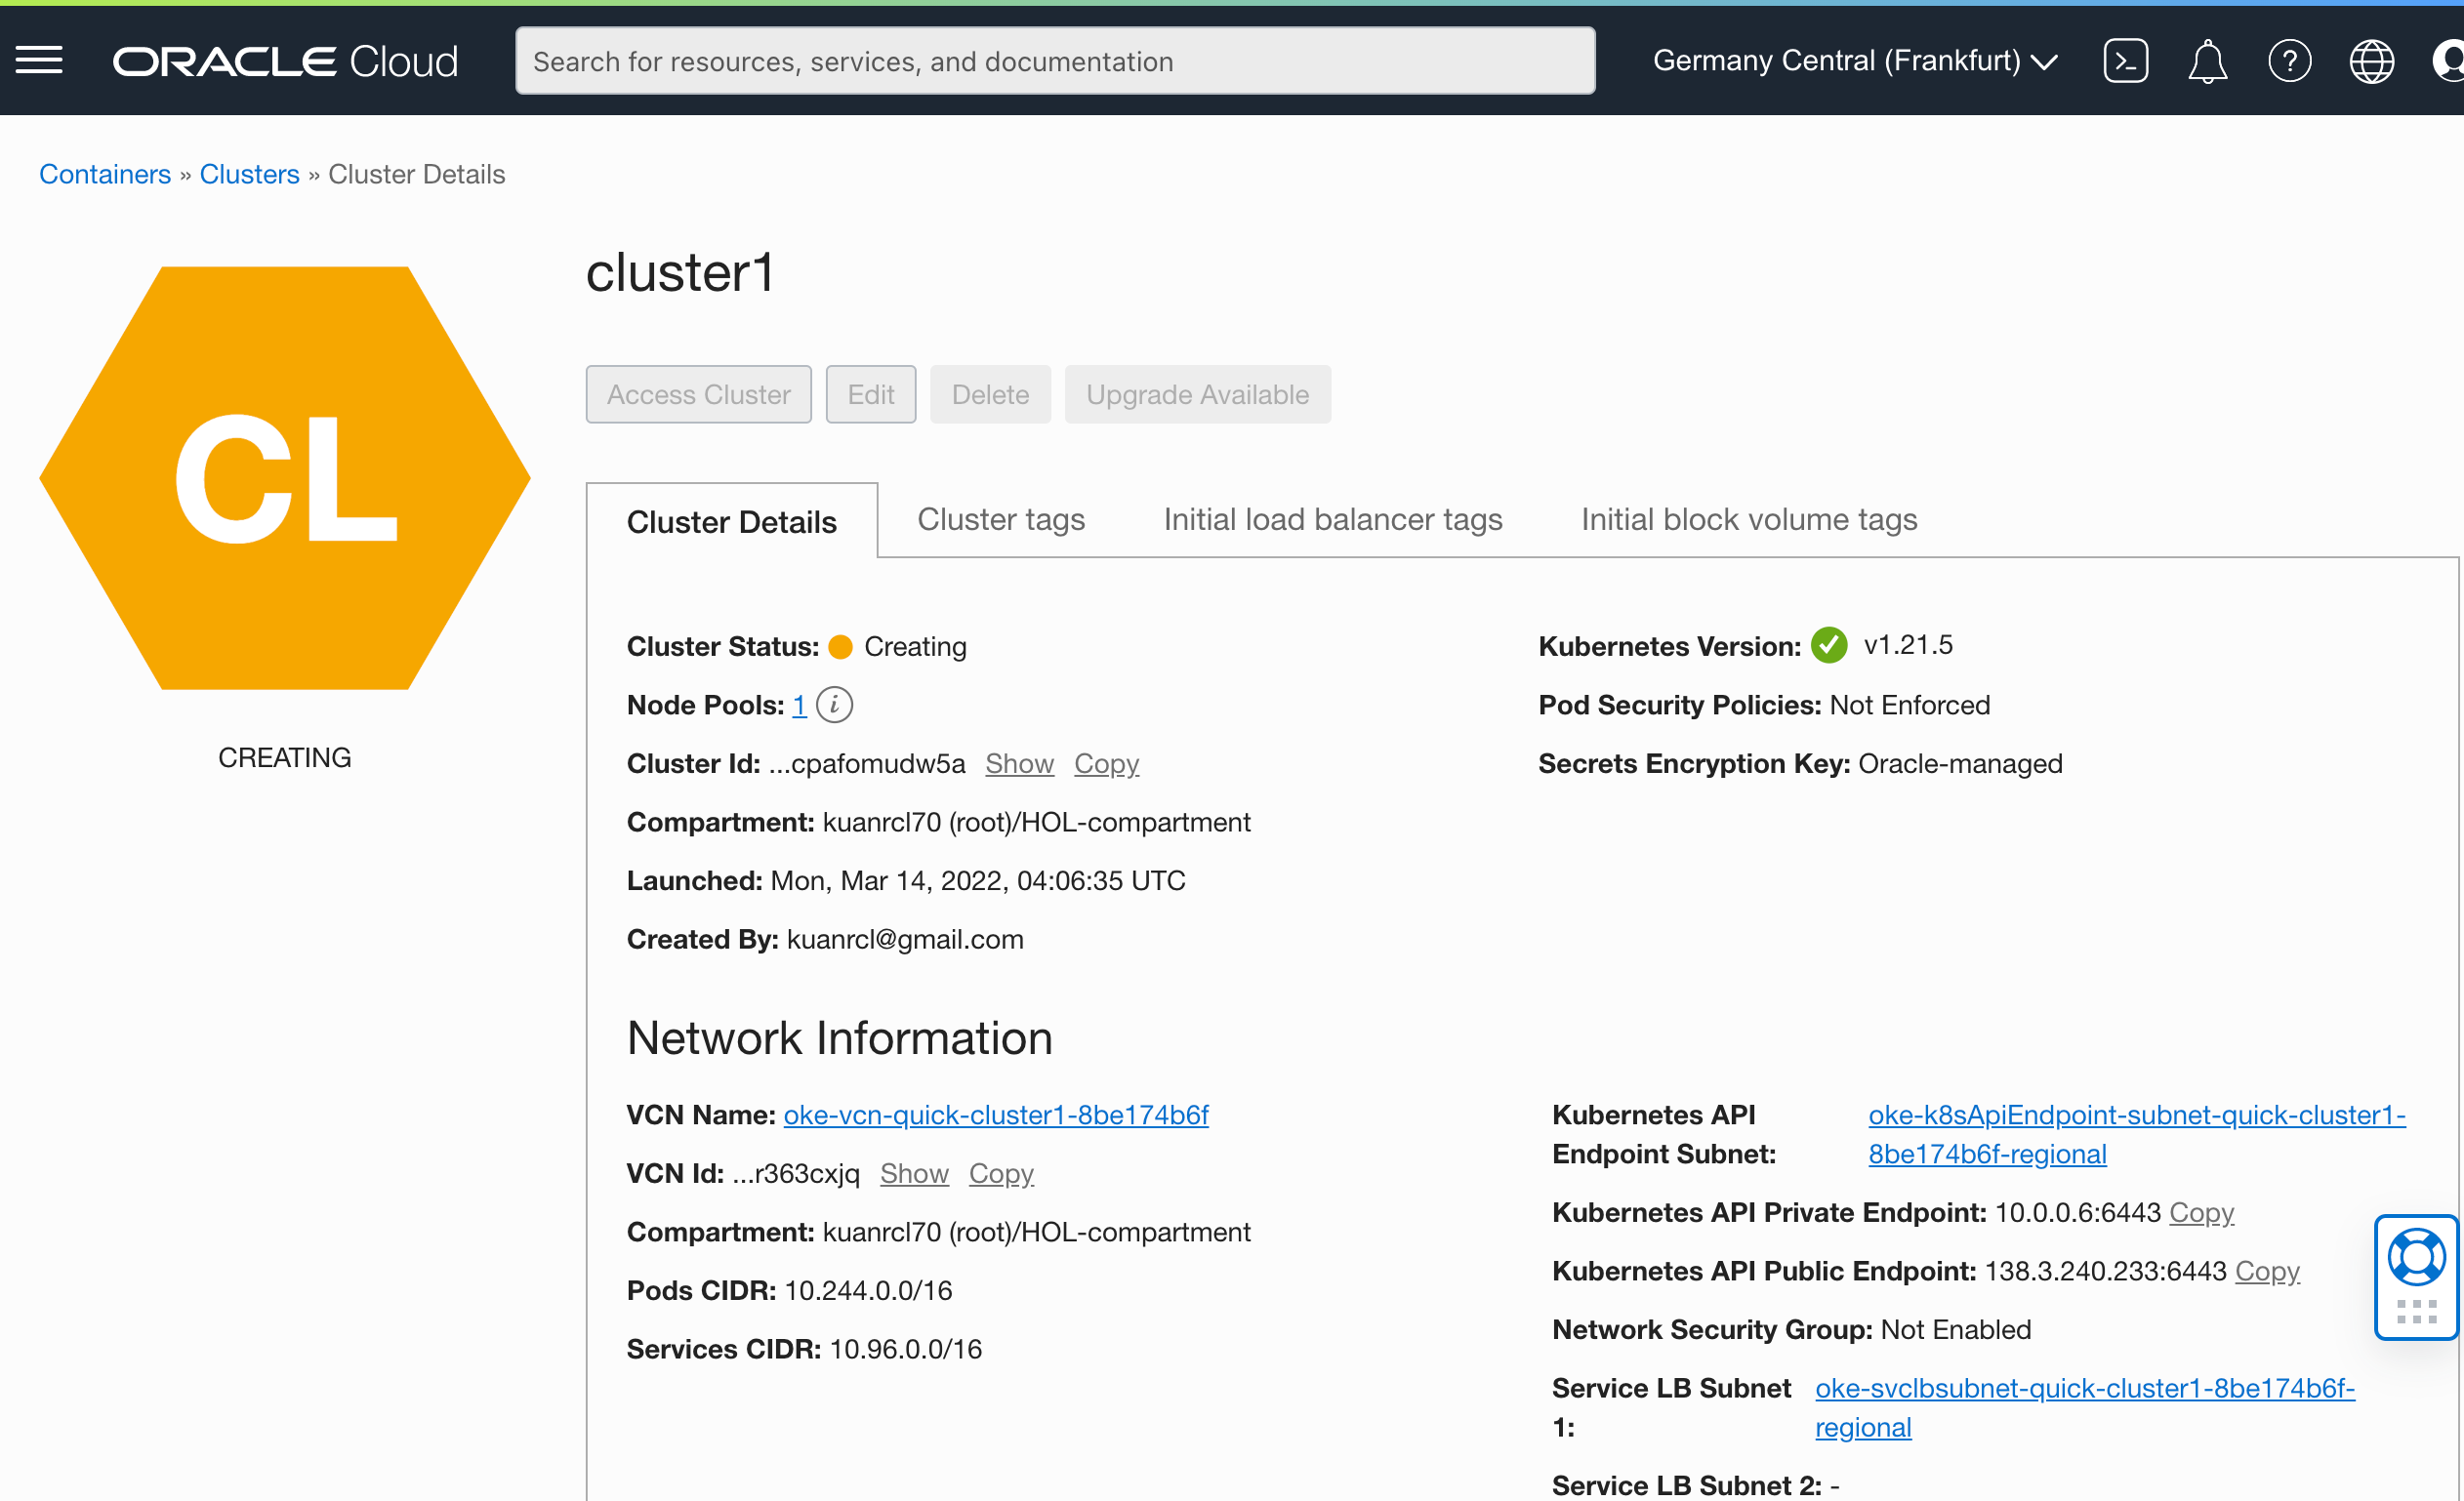 ORACLE Cloud
Search for resources, services, and documentation
Germany Central (Frankfurt)
Containers » Clusters » Cluster Details
CL
CREATING
cluster1
Access Cluster Edit Delete Upgrade Available
Cluster Details Cluster tags Initial load balancer tags Initial block volume tags
Cluster Status: Creating
Node Pools: 1 i
Cluster Id: ...cpafomudw5a Show Copy
Compartment: kuanrcl70 (root)/HOL-compartment
Launched: Mon, Mar 14, 2022, 04:06:35 UTC
Created By: kuanrcl@gmail.com
Kubernetes Version: v1.21.5
Pod Security Policies: Not Enforced
Secrets Encryption Key: Oracle-managed
Network Information
VCN Name: oke-vcn-quick-cluster1-8be174b6f
VCN Id: ...r363cxjq Show Copy
Compartment: kuanrcl70 (root)/HOL-compartment
Pods CIDR: 10.244.0.0/16
Services CIDR: 10.96.0.0/16
Kubernetes API oke-k8sApiEndpoint-subnet-quick-cluster1-
Endpoint Subnet: 8be174b6f-regional
Kubernetes API Private Endpoint: 10.0.0.6:6443 Copy
Kubernetes API Public Endpoint: 138.3.240.233:6443 Copy
Network Security Group: Not Enabled
Service LB Subnet oke-svclbsubnet-quick-cluster1-8be174b6f-
1: regional
Service LB Subnet 2: -